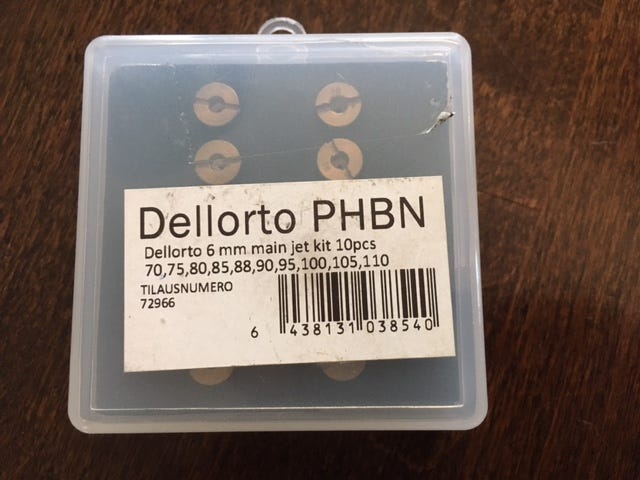 Dellorto PHBN
Dellorto 6 mm main jet kit 10pcs
70,75,80,85,88,90,95,100,105,110
TILAUSNUMERO
72966
6 438131 038540